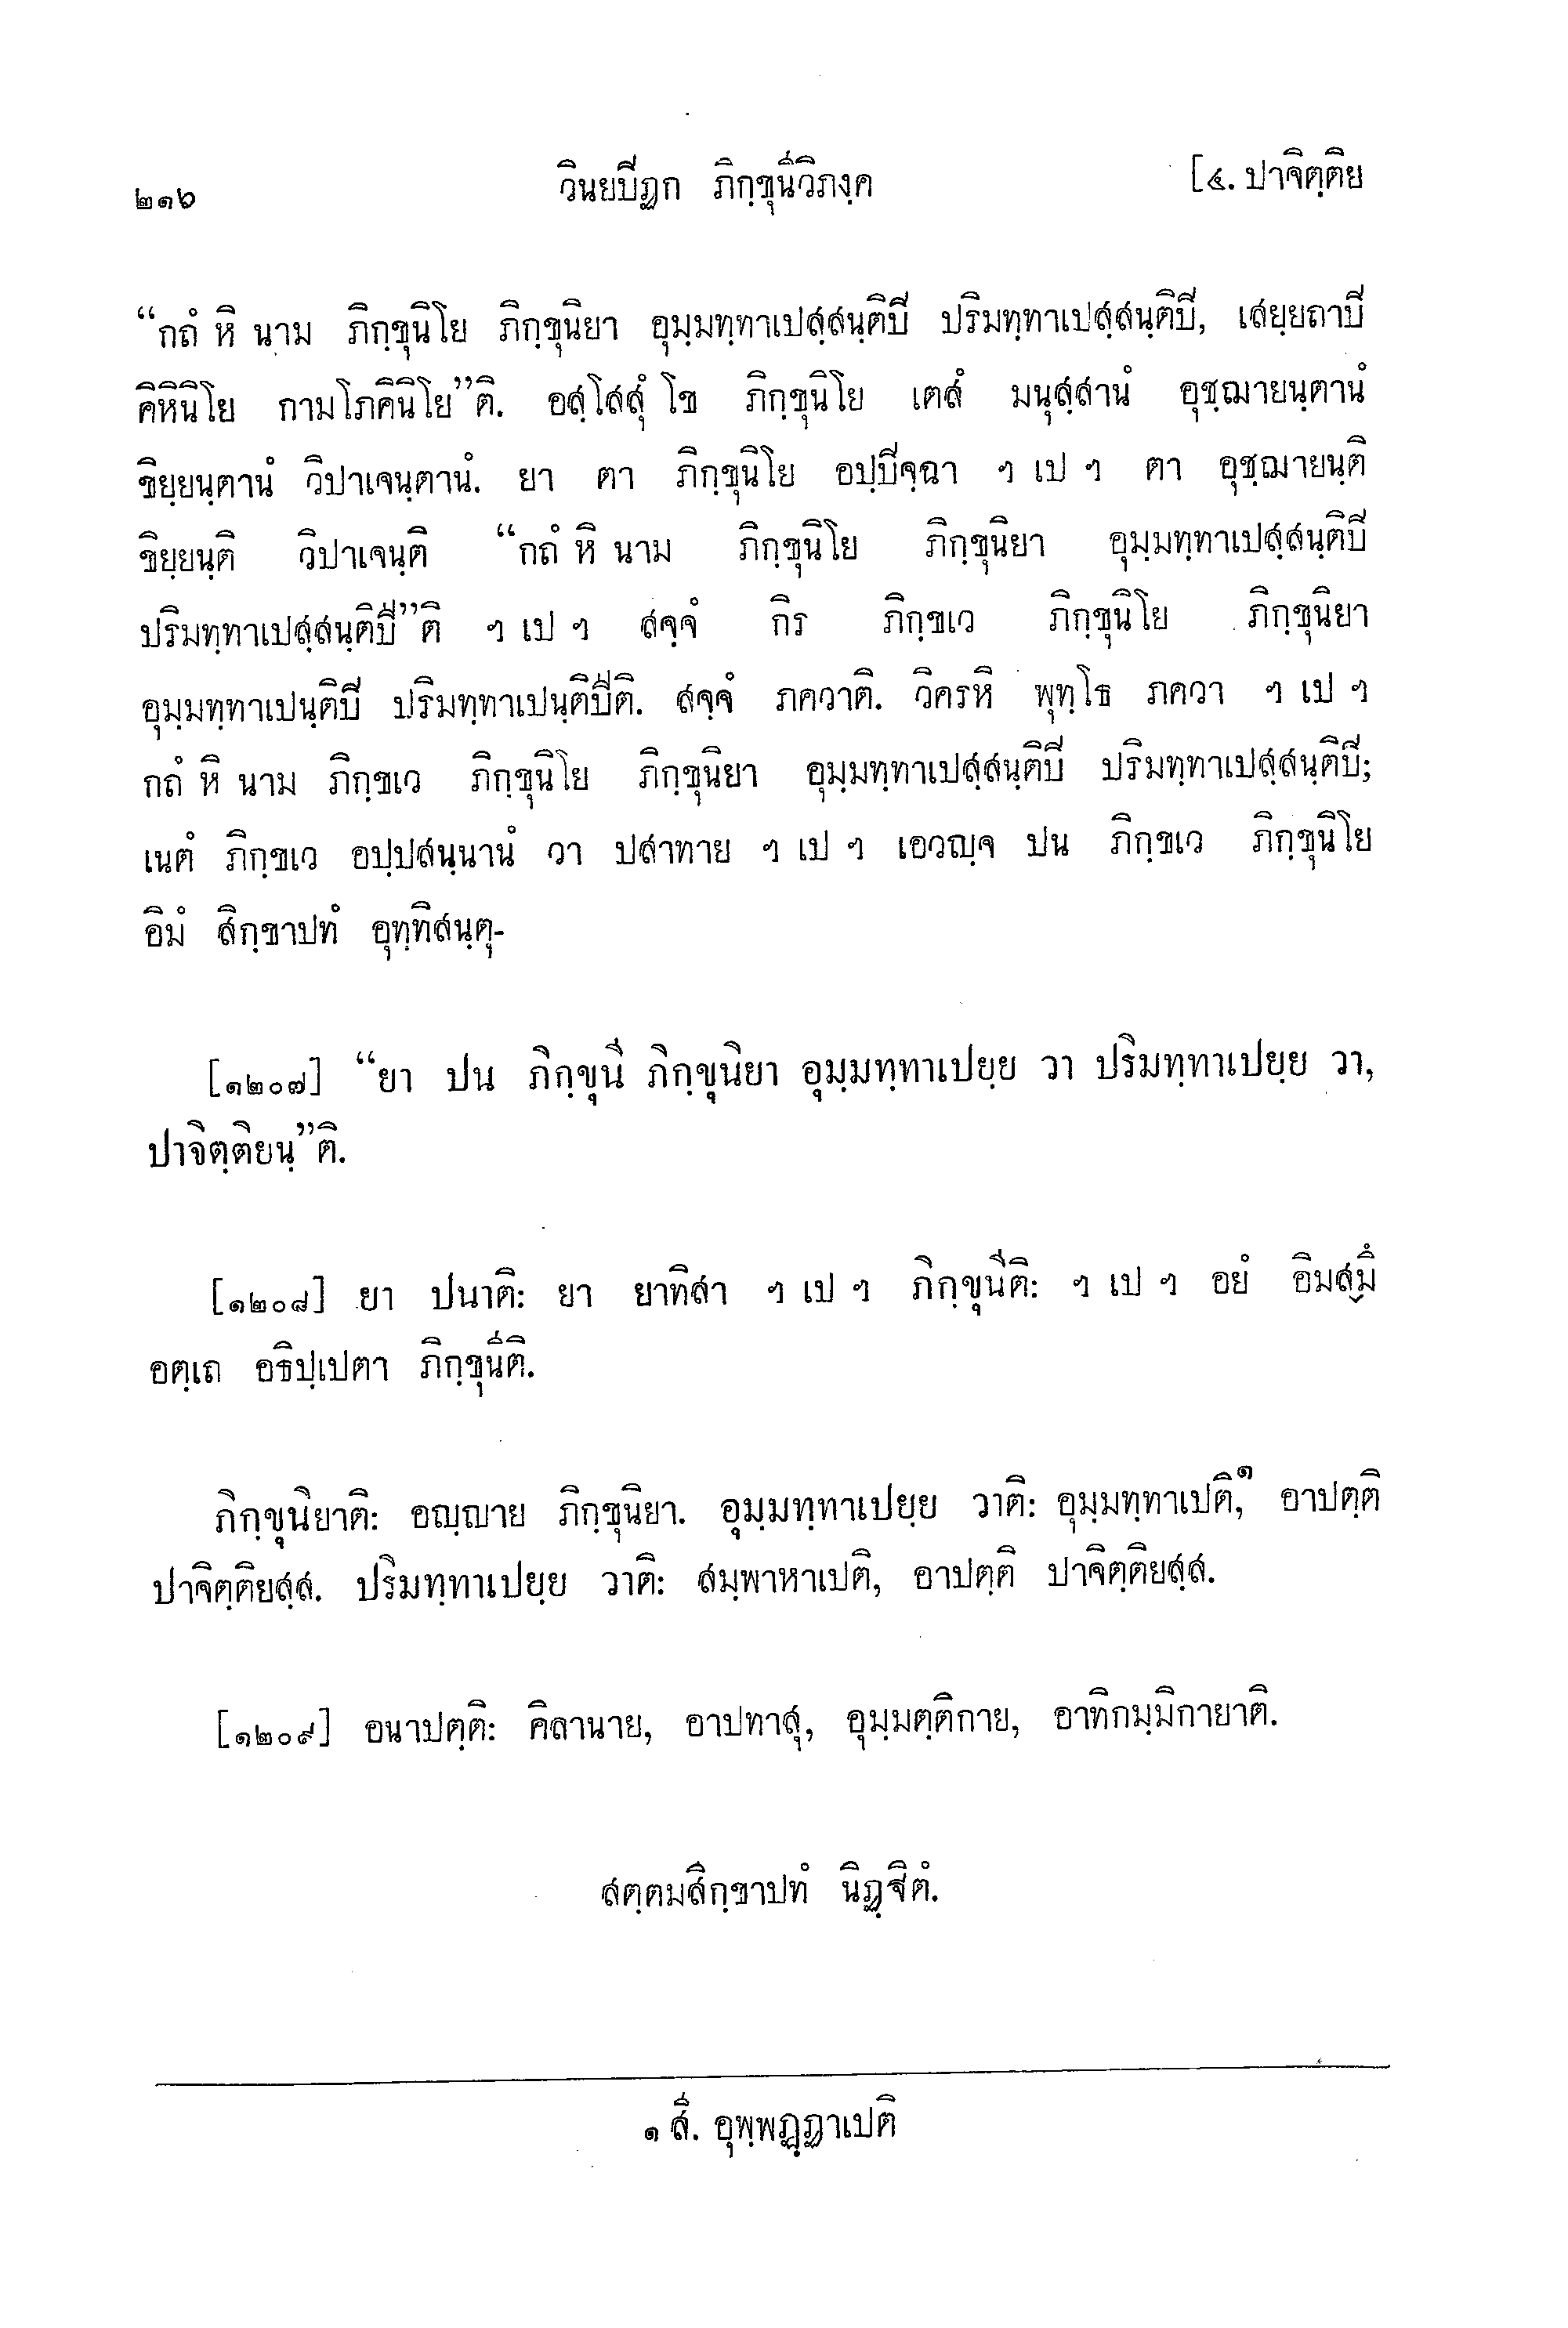 ๒๑๖ วินยปีฏก ภิกฺขุนีวิภงฺค [๔. ปาจิตฺติย
“กถํ หิ นาม ภิกฺขุนิโย ภิกฺขุนิยา อุมฺมทฺทาเปสฺสนฺติปี ปริมทฺทาเปสฺสนฺติปี, เสยฺยถาปี
คิหินิโย กามโภคินิโย”ติ. อสฺโสสุํ โข ภิกฺขุนิโย เตสํ มนุสฺสานํ อุชฺฌายนฺตานํ
ขิยฺยนฺตานํ วิปาเจนฺตานํ. ยา ตา ภิกฺขุนิโย อปฺปีจฺฉา ฯ เป ฯ ตา อุชฺฌายนฺติ
ขิยฺยนฺติ วิปาเจนฺติ “กถํ หิ นาม ภิกฺขุนิโย ภิกฺขุนิยา อุมฺมทฺทาเปสฺสนฺติปี
ปริมทฺทาเปสฺสนฺติปี”ติ ฯ เป ฯ สจฺจํ กิร ภิกฺขเว ภิกฺขุนิโย ภิกฺขุนิยา
อุมฺมทฺทาเปนฺติปี ปริมทฺทาเปนฺติปีติ. สจฺจํ ภควาติ. วิครหิ พุทฺโธ ภควา ฯ เป ฯ
กถํ หิ นาม ภิกฺขเว ภิกฺขุนิโย ภิกฺขุนิยา อุมฺมทฺทาเปสฺสนฺติปี ปริมทฺทาเปสฺสนฺติปี;
เนตํ ภิกฺขเว อปฺปสนฺนานํ วา ปสาทาย ฯ เป ฯ เอวญฺจ ปน ภิกฺขเว ภิกฺขุนิโย
อิมํ สิกฺขาปทํ อุทฺทิสนฺตุ-
[๑๒๐๗] “ยา ปน ภิกฺขุนี ภิกฺขุนิยา อุมฺมทฺทาเปยฺย วา ปริมทฺทาเปยฺย วา,
ปาจิตฺติยนฺ”ติ.
[๑๒๐๘] ยา ปนาติ: ยา ยาทิสา ฯ เป ฯ ภิกฺขุนีติ: ฯ เป ฯ อยํ อิมสฺมิํ
อตฺเถ อธิปฺเปตา ภิกฺขุนีติ.
ภิกฺขุนิยาติ: อญฺญาย ภิกฺขุนิยา. อุมฺมทฺทาเปยฺย วาติ: อุมฺมทฺทาเปติ,๑ อาปตฺติ
ปาจิตฺติยสฺส. ปริมทฺทาเปยฺย วาติ: สมฺพาหาเปติ, อาปตฺติ ปาจิตฺติยสฺส.
[๑๒๐๙] อนาปตฺติ: คิลานาย, อาปทาสุ, อุมฺมตฺติกาย, อาทิกมฺมิกายาติ.
สตฺตมสิกฺขาปทํ นิฏฺฐิตํ.
๑ สี. อุพฺพฏฺฏาเปติ